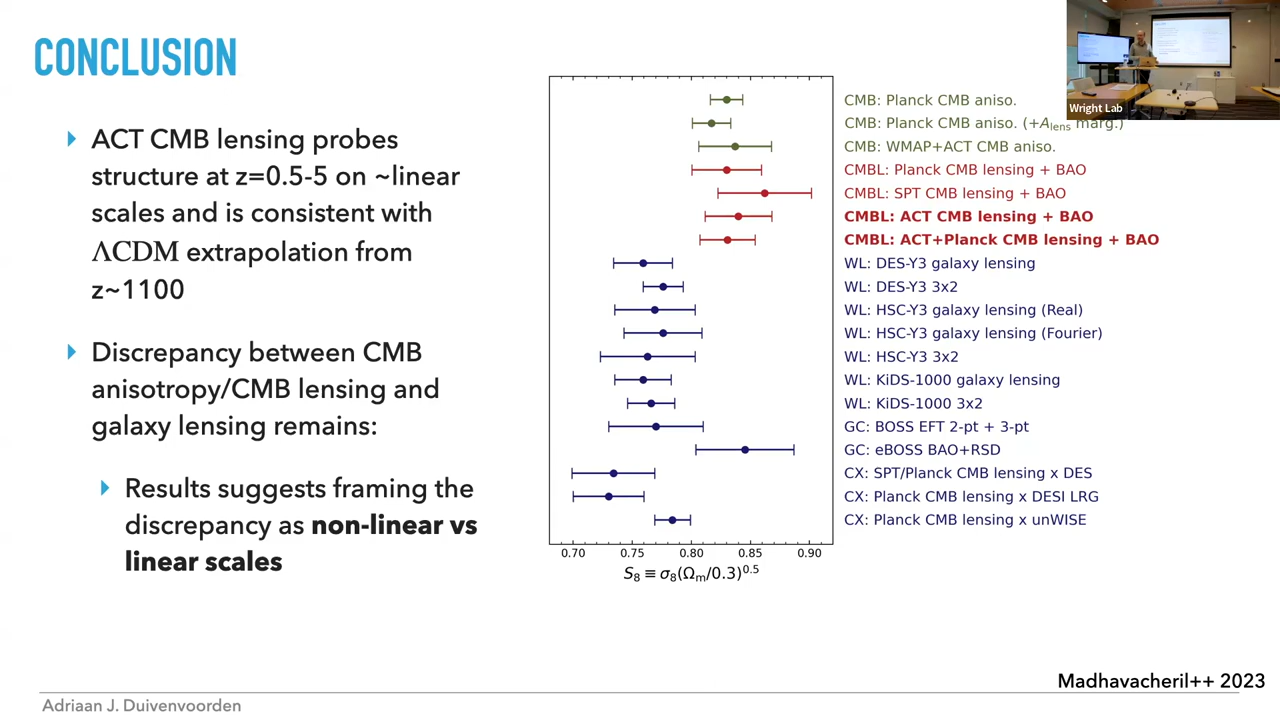 CONCLUSION
ACT CMB lensing probes
structure at z=0.5-5 on ~linear
scales and is consistent with
ΛCDM extrapolation from
z~1100
Discrepancy between CMB
anisotropy/CMB lensing and
galaxy lensing remains:
Results suggests framing the
discrepancy as non-linear vs
linear scales
CMB: Planck CMB aniso.
CMB: Planck CMB aniso. (+A_lens marg.)
CMB: WMAP+ACT CMB aniso.
CMBL: Planck CMB lensing + BAO
CMBL: SPT CMB lensing + BAO
CMBL: ACT CMB lensing + BAO
CMBL: ACT+Planck CMB lensing + BAO
WL: DES-Y3 galaxy lensing
WL: DES-Y3 3x2
WL: HSC-Y3 galaxy lensing (Real)
WL: HSC-Y3 galaxy lensing (Fourier)
WL: HSC-Y3 3x2
WL: KiDS-1000 galaxy lensing
WL: KiDS-1000 3x2
GC: BOSS EFT 2-pt + 3-pt
GC: eBOSS BAO+RSD
CX: SPT/Planck CMB lensing x DES
CX: Planck CMB lensing x DESI LRG
CX: Planck CMB lensing x unWISE
0.70 0.75 0.80 0.85 0.90
S₈ ≡ σ₈(Ωₘ/0.3)^0.5
Wright Lab
Madhavacheril++ 2023
Adriaan J. Duivenvoorden